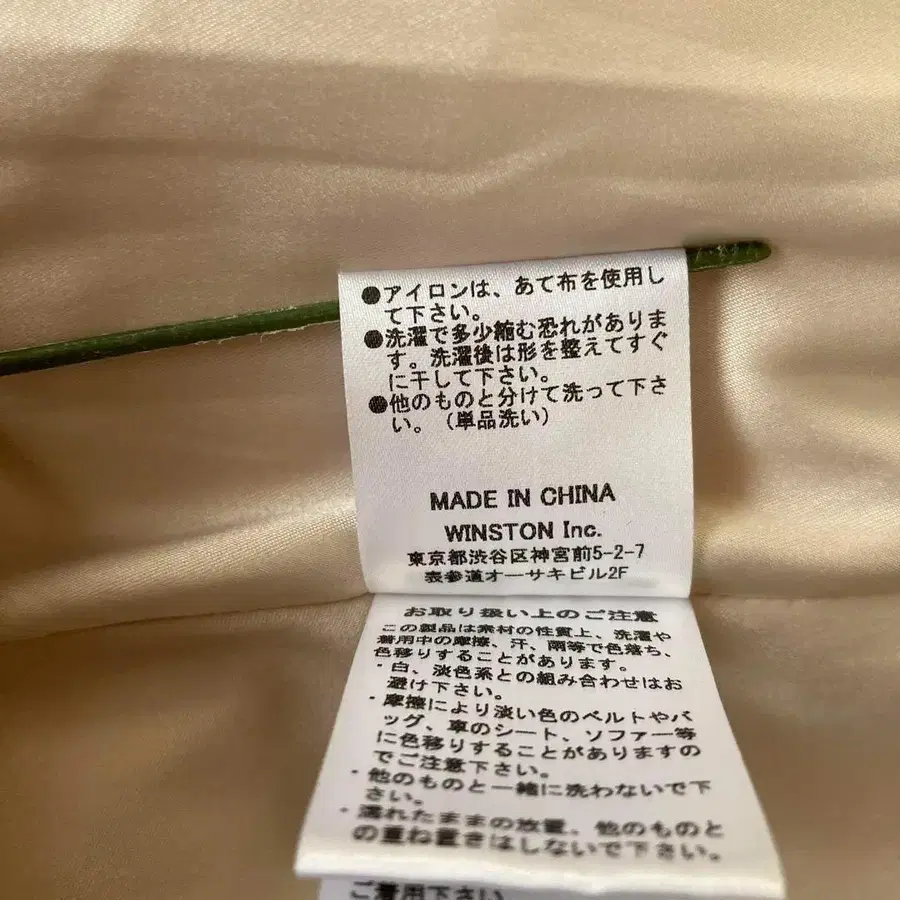 ●アイロンは、あて布を使用し
て下さい。
●洗濯で多少縮む恐れがありま
す。洗濯後は形を整えてすぐ
に干して下さい。
●他のものと分けて洗って下さ
い。（単品洗い）
MADE IN CHINA
WINSTON Inc.
東京都渋谷区神宮前5-2-7
表参道オーサキビル2F
お取り扱い上のご注意
この製品は素材の性質上、洗濯や
着用中の摩擦、汗、雨等で色落ち、
色移りすることがあります。
・白、淡色系との組み合わせはお
避け下さい。
・摩擦により淡い色のベルトやバ
ッグ、車のシート、ソファー等
に色移りすることがありますの
でご注意下さい。
・他のものと一緒に洗わないで下
さい。
・濡れたままの放置、他のものと
の重ね置きはしないで下さい。
ご着用下さい